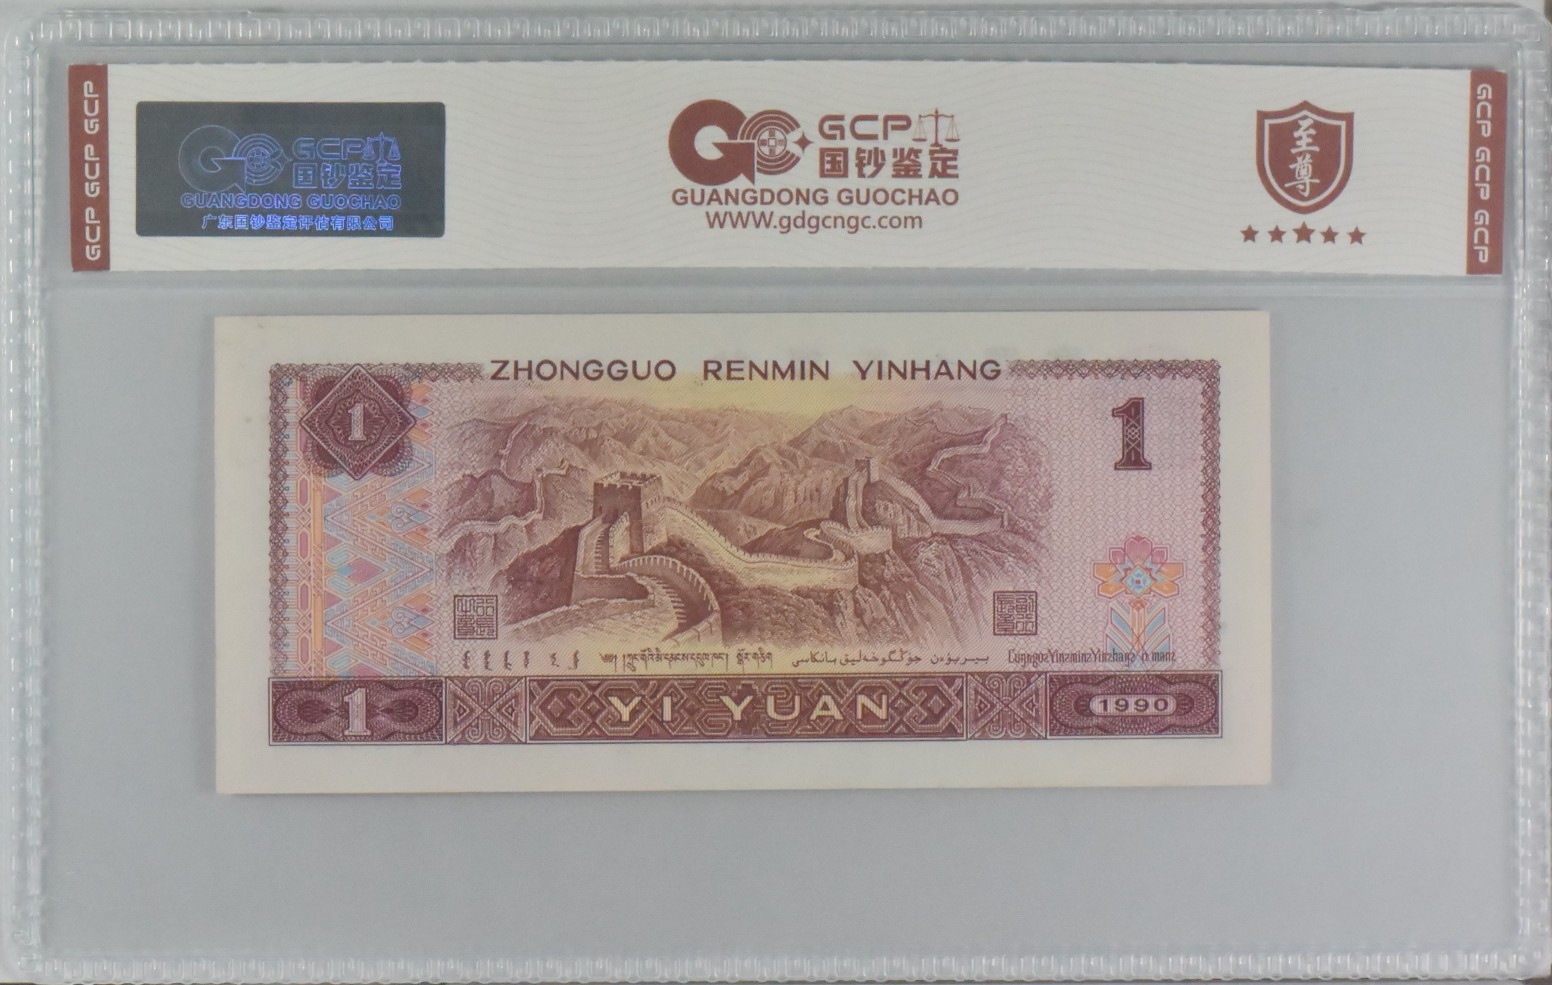 GCP GCP GCP
GCP
国钞鉴定
GUANGDONG GUOCHAO
广东国钞鉴定评估有限公司
GCP
国钞鉴定
GUANGDONG GUOCHAO
WWW.gdgcngc.com
至尊
GCP GCP GCP
ZHONGGUO RENMIN YINHANG
1
1
1
YI YUAN
1990